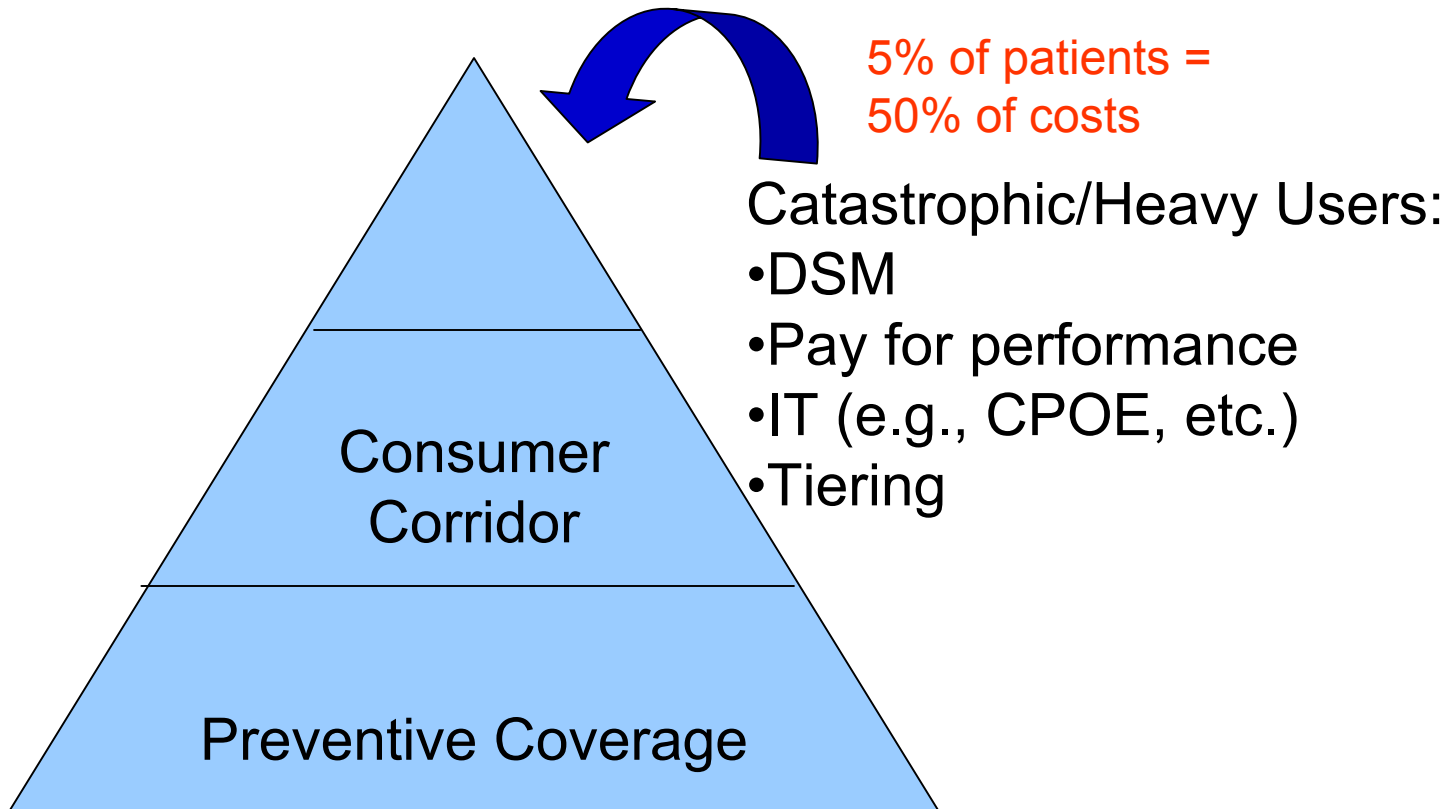 5% of patients =
50% of costs
Catastrophic/Heavy Users:
•DSM
•Pay for performance
•IT (e.g., CPOE, etc.)
•Tiering
Consumer
Corridor
Preventive Coverage